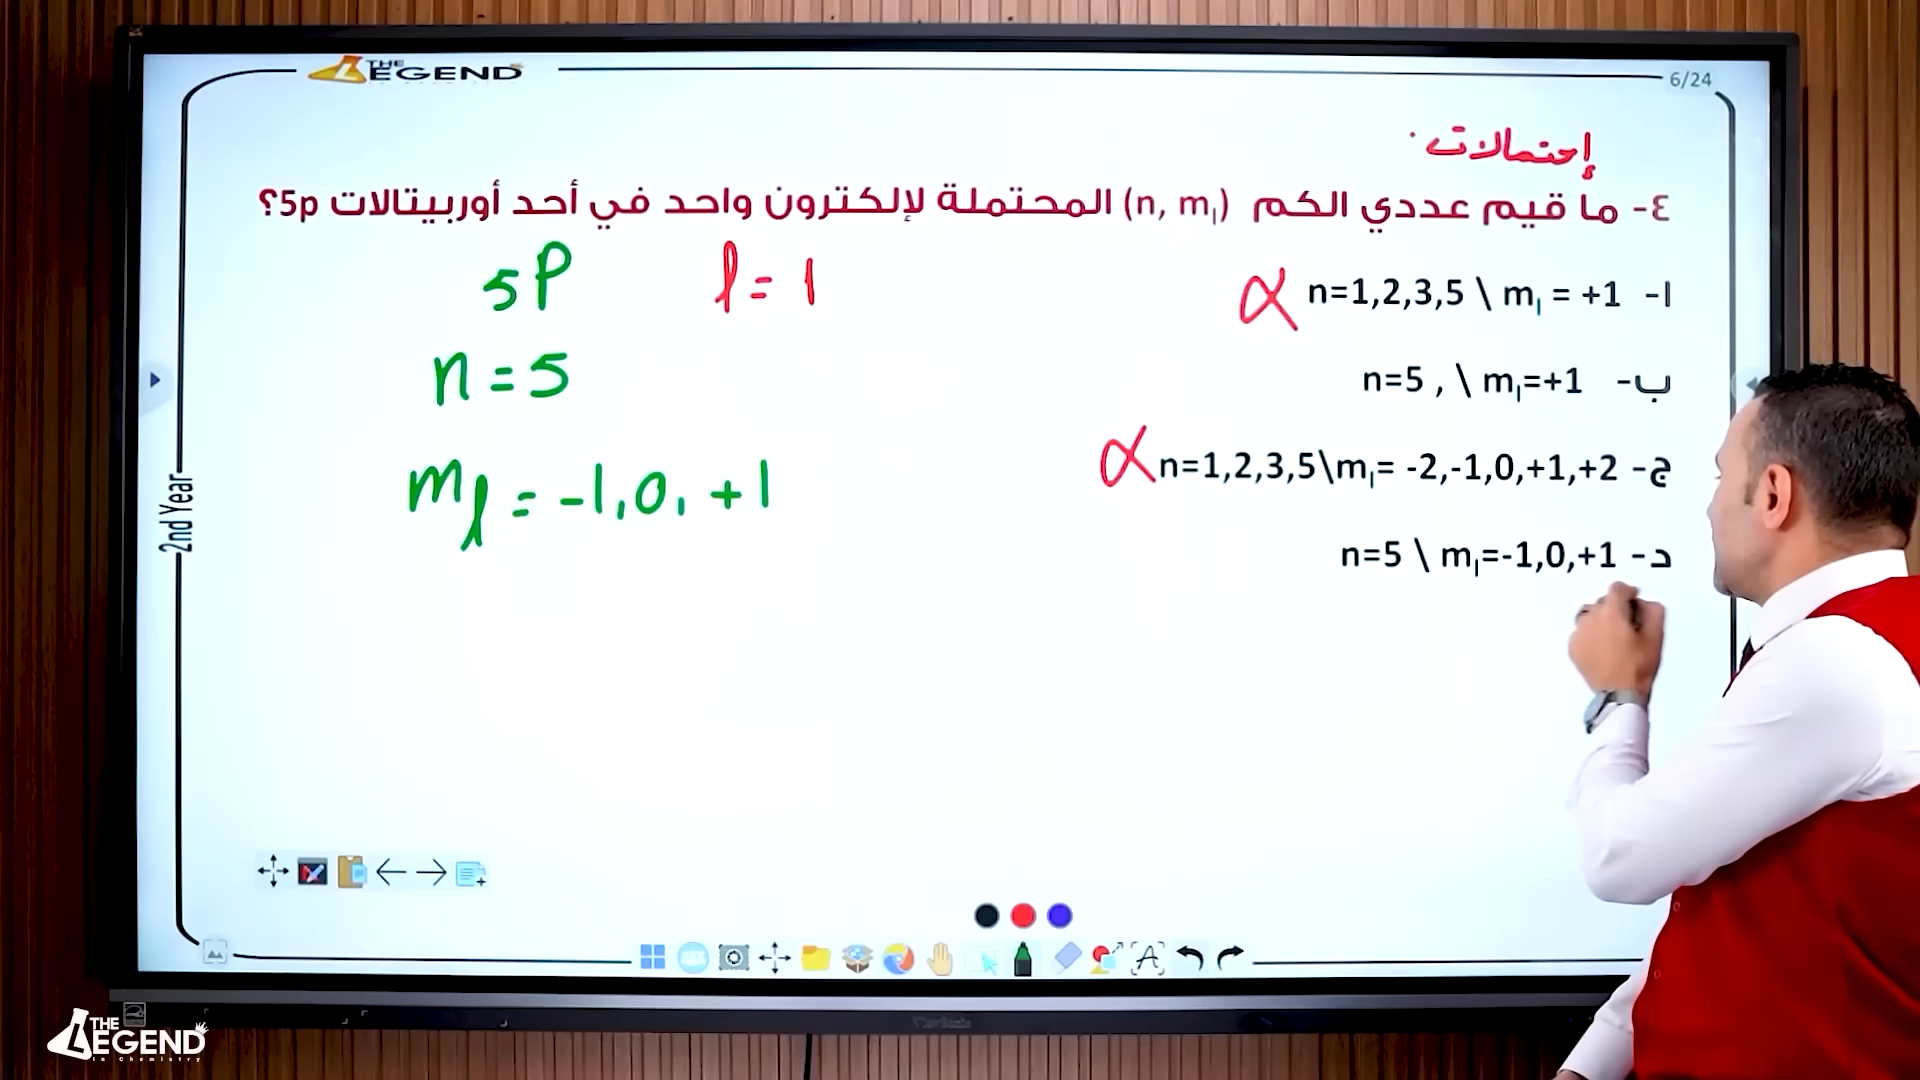 THE LEGEND
6/24
إحتمالات
٤- ما قيم عددي الكم (n, mₗ) المحتملة لإلكترون واحد في أحد أوربيتالات 5p؟
5P
l = 1
ا- n=1,2,3,5 \ mₗ = +1
n = 5
ب- n=5 , \ mₗ=+1
ج- n=1,2,3,5\mₗ= -2,-1,0,+1,+2
mₗ = -1,0, +1
د- n=5 \ mₗ=-1,0,+1
2nd Year
THE LEGEND
In Chemistry